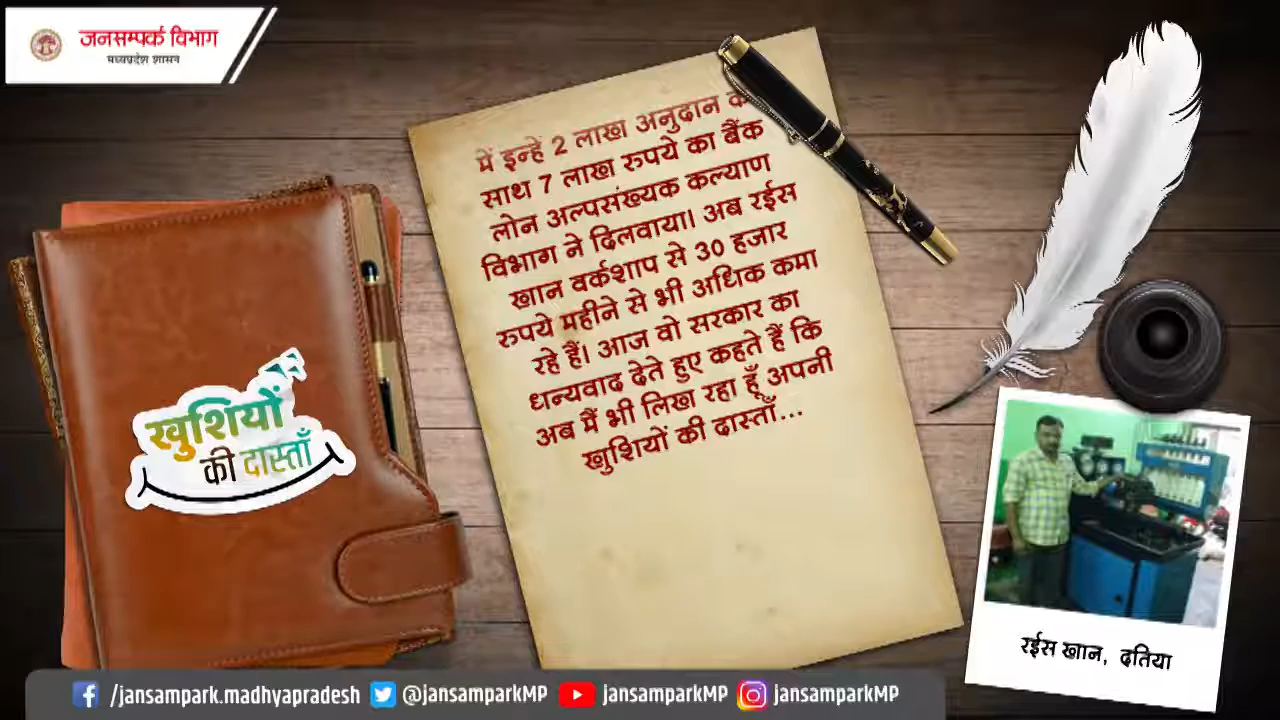 जनसम्पर्क विभाग
मध्यप्रदेश शासन
में इन्हें 2 लाख अनुदान
साथ 7 लाख रुपये का बैंक
लोन अल्पसंख्यक कल्याण
विभाग ने दिलवाया। अब रईस
खान वर्कशाप से 30 हजार
रुपये महीने से भी अधिक कमा
रहे हैं। आज वो सरकार का
धन्यवाद देते हुए कहते हैं कि
अब मैं भी लिख रहा हूँ अपनी
खुशियों की दास्ताँ...
खुशियों
की दास्ताँ
रईस खान, दतिया
/jansampark.madhyapradesh @jansamparkMP jansamparkMP jansamparkMP